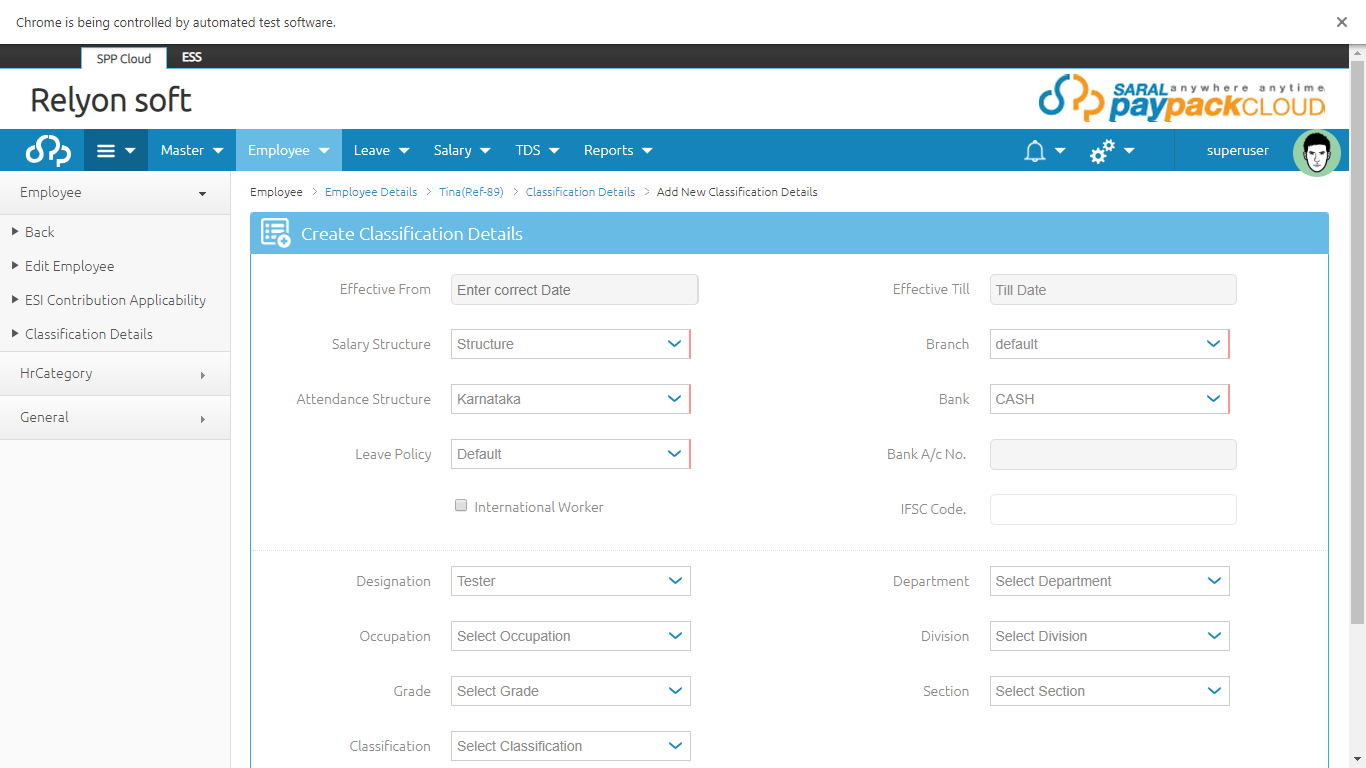 Chrome is being controlled by automated test software.
SPP Cloud ESS
Relyon soft
SARAL anywhere anytime
paypackCLOUD
Master Employee Leave Salary TDS Reports superuser
Employee
Employee > Employee Details > Tina(Ref-89) > Classification Details > Add New Classification Details
Back
Edit Employee
ESI Contribution Applicability
Classification Details
HrCategory
General
Create Classification Details
Effective From Enter correct Date Effective Till Till Date
Salary Structure Structure Branch default
Attendance Structure Karnataka Bank CASH
Leave Policy Default Bank A/c No.
International Worker IFSC Code.
Designation Tester Department Select Department
Occupation Select Occupation Division Select Division
Grade Select Grade Section Select Section
Classification Select Classification